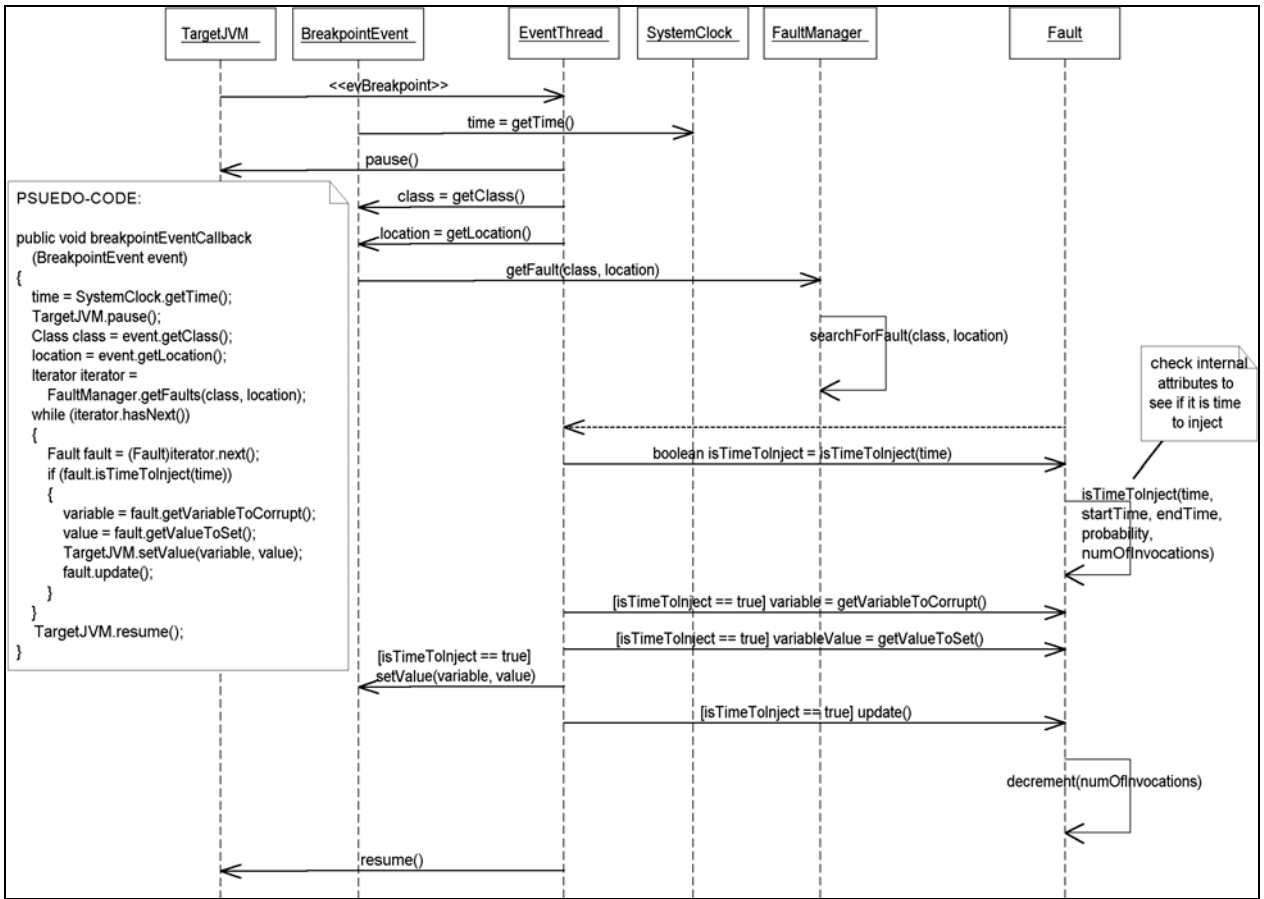 TargetJVM
BreakpointEvent
EventThread
SystemClock
FaultManager
Fault
<<evBreakpoint>>
time = getTime()
pause()
class = getClass()
location = getLocation()
getFault(class, location)
searchForFault(class, location)
PSUEDO-CODE:
public void breakpointEventCallback
(BreakpointEvent event)
{
time = SystemClock.getTime();
TargetJVM.pause();
Class class = event.getClass();
location = event.getLocation();
Iterator iterator =
FaultManager.getFaults(class, location);
while (iterator.hasNext())
{
Fault fault = (Fault)iterator.next();
if (fault.isTimeToInject(time))
{
variable = fault.getVariableToCorrupt();
value = fault.getValueToSet();
TargetJVM.setValue(variable, value);
fault.update();
}
}
TargetJVM.resume();
}
check internal
attributes to
see if it is time
to inject
boolean isTimeToInject = isTimeToInject(time)
isTimeToInject(time,
startTime, endTime,
probability,
numOfInvocations)
[isTimeToInject == true] variable = getVariableToCorrupt()
[isTimeToInject == true] variableValue = getValueToSet()
[isTimeToInject == true]
setValue(variable, value)
[isTimeToInject == true] update()
decrement(numOfInvocations)
resume()